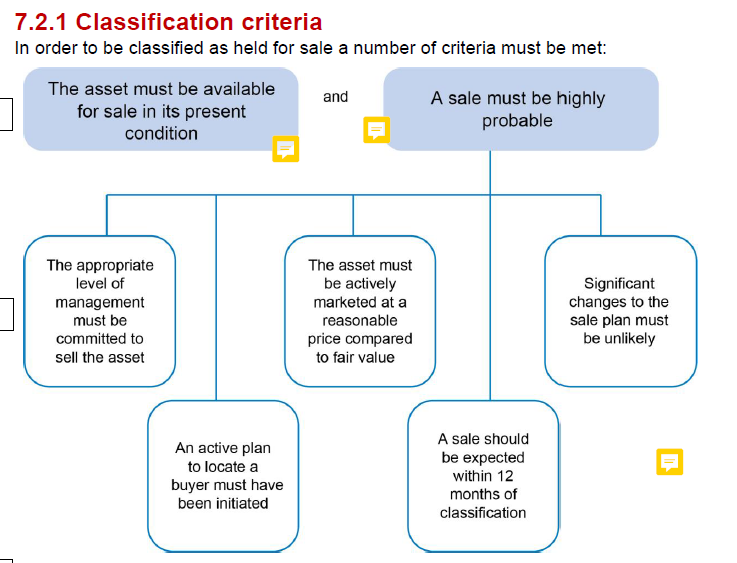 7.2.1 Classification criteria
In order to be classified as held for sale a number of criteria must be met:
The asset must be available
for sale in its present
condition
and
A sale must be highly
probable
The appropriate
level of
management
must be
committed to
sell the asset
The asset must
be actively
marketed at a
reasonable
price compared
to fair value
Significant
changes to the
sale plan must
be unlikely
An active plan
to locate a
buyer must have
been initiated
A sale should
be expected
within 12
months of
classification